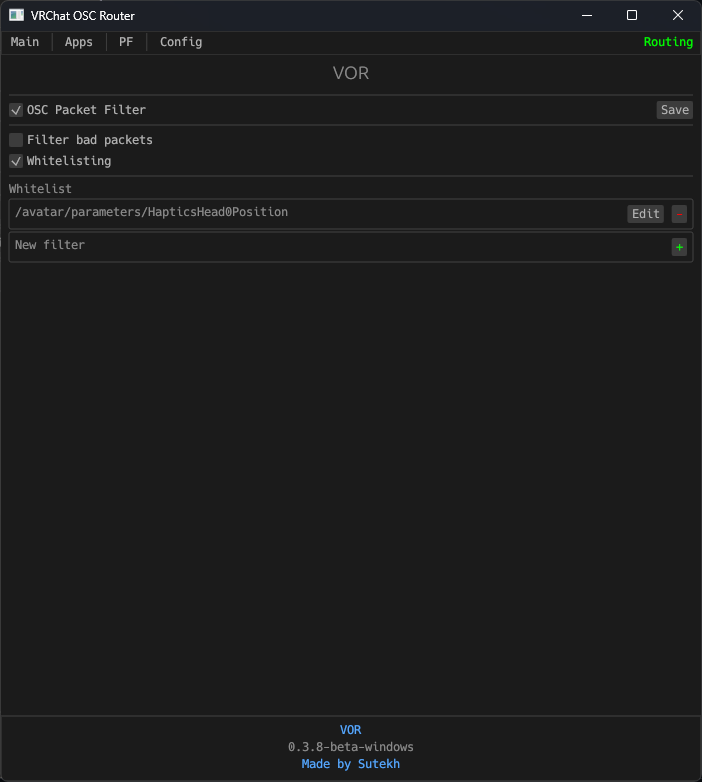 VRChat OSC Router
Main Apps PF Config Routing
VOR
OSC Packet Filter Save
Filter bad packets
Whitelisting
Whitelist
/avatar/parameters/HapticsHead0Position Edit -
New filter +
VOR
0.3.8-beta-windows
Made by Sutekh